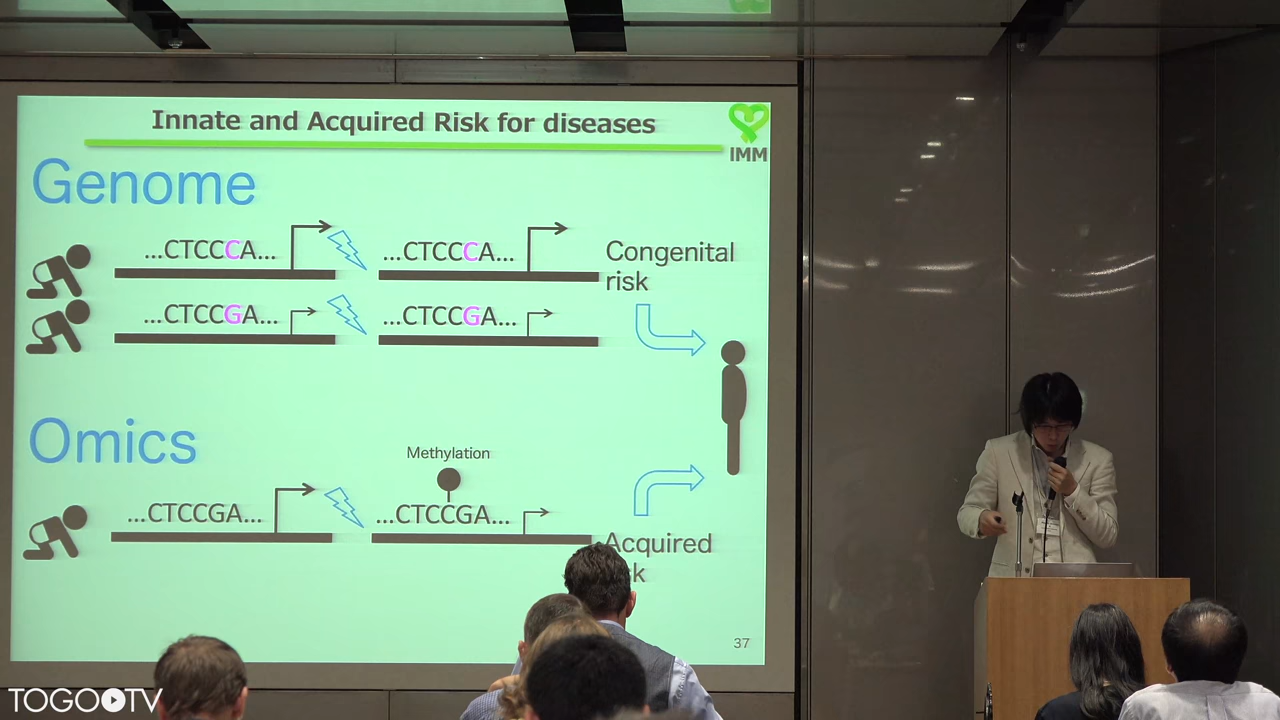 Innate and Acquired Risk for diseases
IMM
Genome
...CTCCCA... ...CTCCCA...
Congenital
risk
...CTCCGA... ...CTCCGA...
Omics
Methylation
...CTCCGA... ...CTCCGA...
Acquired
37
TOGO TV